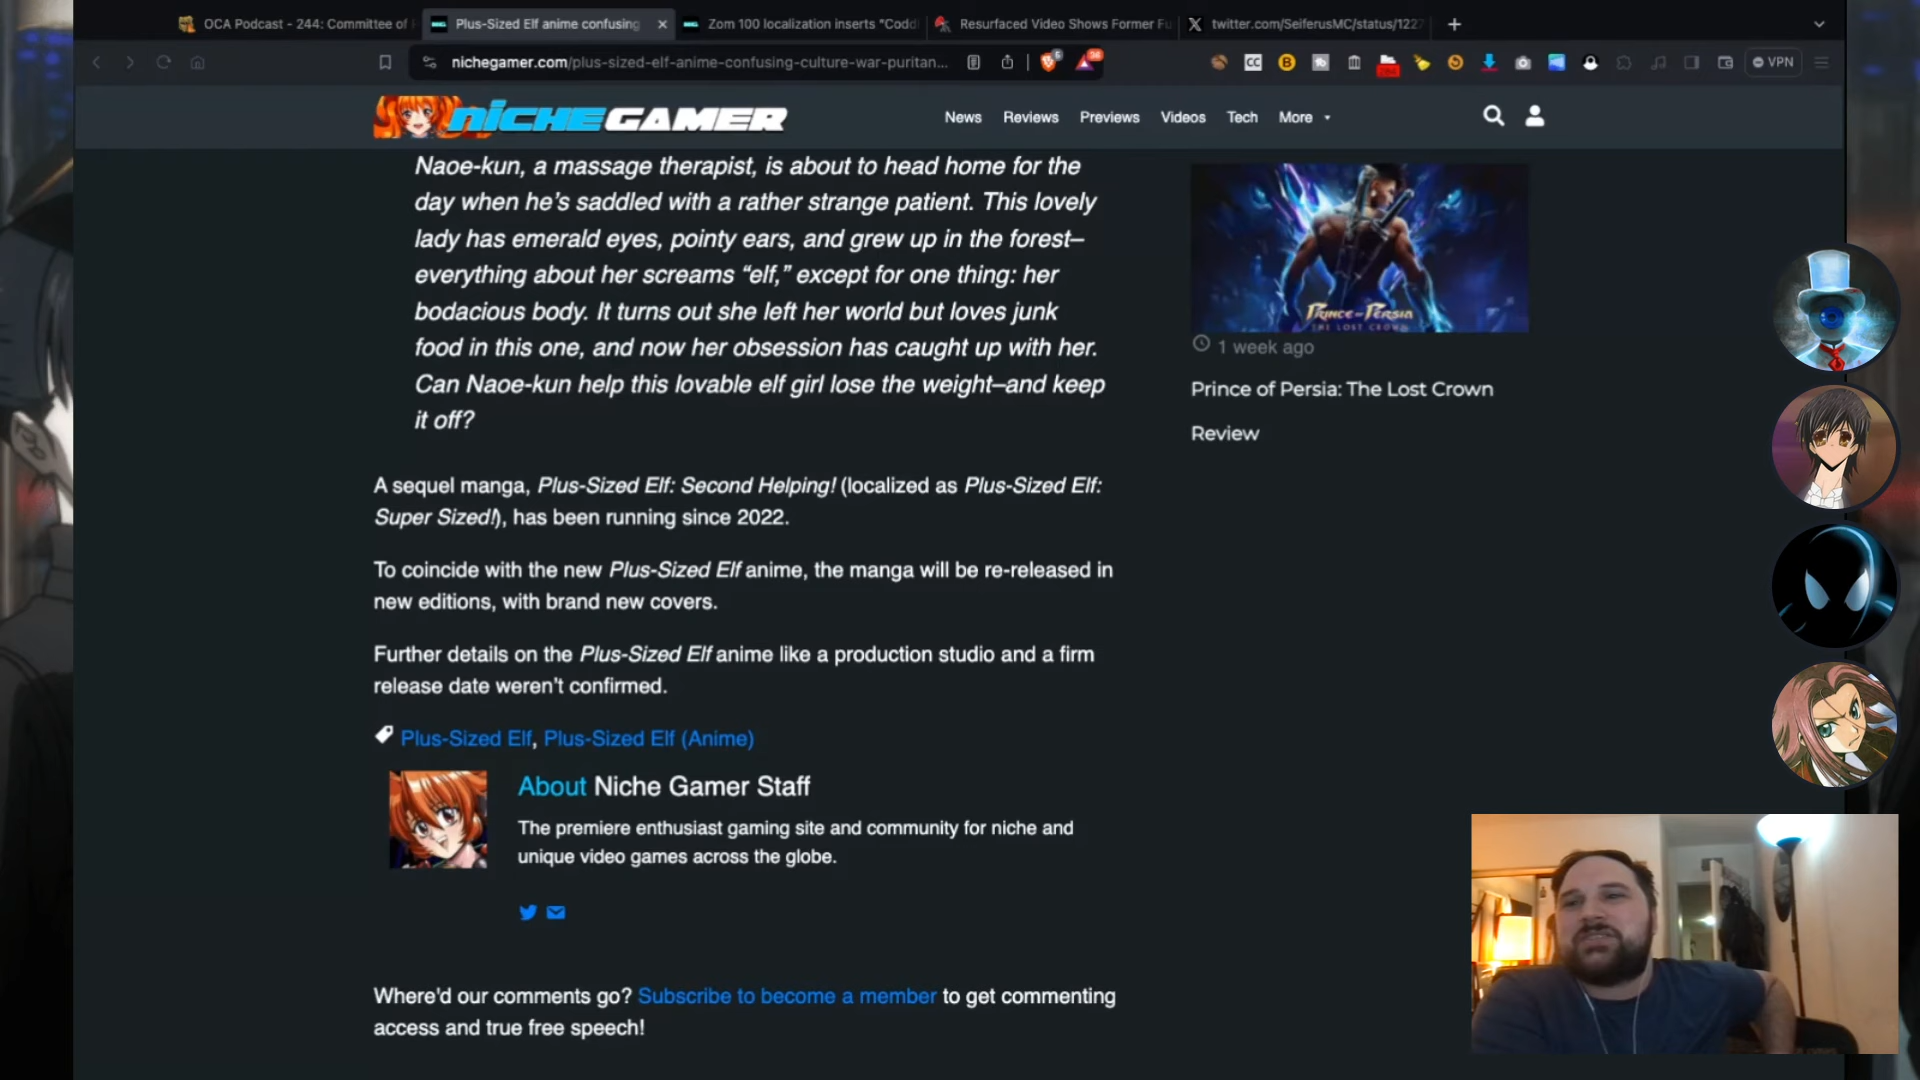 OCA Podcast - 244: Committee of
Plus-Sized Elf anime confusing
Zom 100 localization inserts "Coddl
Resurfaced Video Shows Former Fu
twitter.com/SeiferusMC/status/1227
nichegamer.com/plus-sized-elf-anime-confusing-culture-war-puritan...
CC
VPN
NICHEGAMER
News
Reviews
Previews
Videos
Tech
More
Naoe-kun, a massage therapist, is about to head home for the
day when he's saddled with a rather strange patient. This lovely
lady has emerald eyes, pointy ears, and grew up in the forest–
everything about her screams "elf," except for one thing: her
bodacious body. It turns out she left her world but loves junk
food in this one, and now her obsession has caught up with her.
Can Naoe-kun help this lovable elf girl lose the weight–and keep
it off?
A sequel manga, Plus-Sized Elf: Second Helping! (localized as Plus-Sized Elf:
Super Sized!), has been running since 2022.
To coincide with the new Plus-Sized Elf anime, the manga will be re-released in
new editions, with brand new covers.
Further details on the Plus-Sized Elf anime like a production studio and a firm
release date weren't confirmed.
Plus-Sized Elf, Plus-Sized Elf (Anime)
About Niche Gamer Staff
The premiere enthusiast gaming site and community for niche and
unique video games across the globe.
Where'd our comments go? Subscribe to become a member to get commenting
access and true free speech!
PRINCE of PERSIA
THE LOST CROWN
1 week ago
Prince of Persia: The Lost Crown
Review